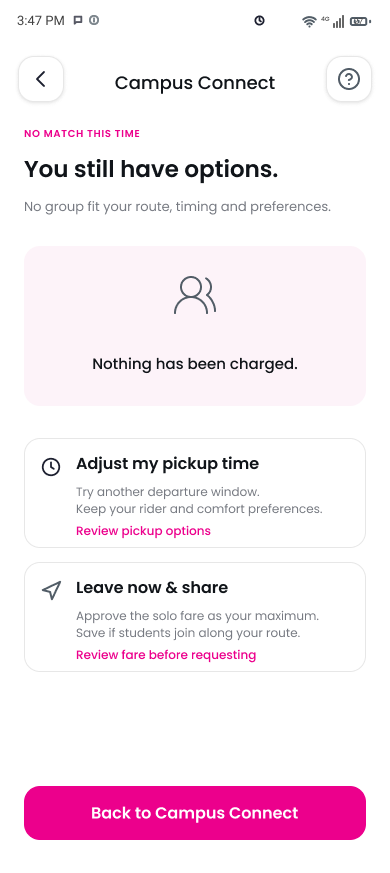 3:47 PM
4G
Campus Connect
NO MATCH THIS TIME
You still have options.
No group fit your route, timing and preferences.
Nothing has been charged.
Adjust my pickup time
Try another departure window.
Keep your rider and comfort preferences.
Review pickup options
Leave now & share
Approve the solo fare as your maximum.
Save if students join along your route.
Review fare before requesting
Back to Campus Connect